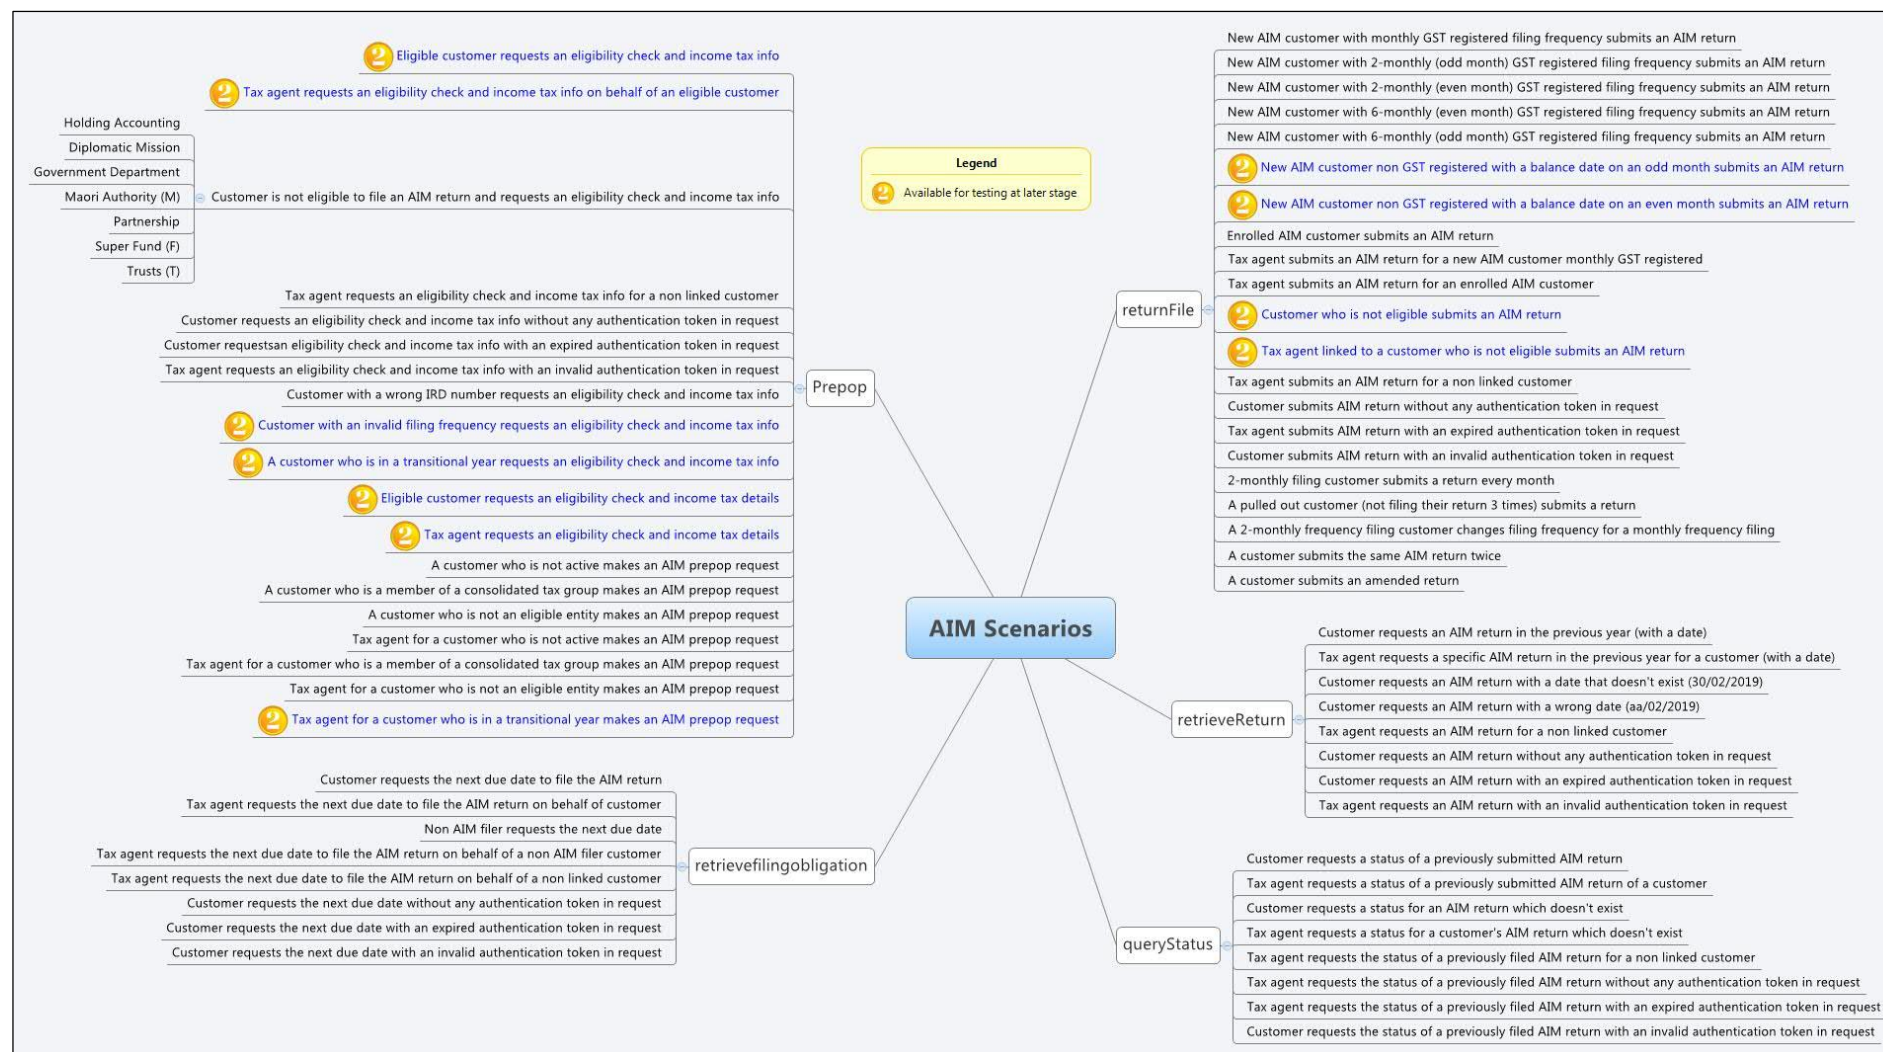 2 Eligible customer requests an eligibility check and income tax info
2 Tax agent requests an eligibility check and income tax info on behalf of an eligible customer
Holding Accounting
Diplomatic Mission
Government Department
Maori Authority (M)
Partnership
Super Fund (F)
Trusts (T)
Customer is not eligible to file an AIM return and requests an eligibility check and income tax info
Tax agent requests an eligibility check and income tax info for a non linked customer
Customer requests an eligibility check and income tax info without any authentication token in request
Customer requestsan eligibility check and income tax info with an expired authentication token in request
Tax agent requests an eligibility check and income tax info with an invalid authentication token in request
Customer with a wrong IRD number requests an eligibility check and income tax info
2 Customer with an invalid filing frequency requests an eligibility check and income tax info
2 A customer who is in a transitional year requests an eligibility check and income tax info
2 Eligible customer requests an eligibility check and income tax details
2 Tax agent requests an eligibility check and income tax details
A customer who is not active makes an AIM prepop request
A customer who is a member of a consolidated tax group makes an AIM prepop request
A customer who is not an eligible entity makes an AIM prepop request
Tax agent for a customer who is not active makes an AIM prepop request
Tax agent for a customer who is a member of a consolidated tax group makes an AIM prepop request
Tax agent for a customer who is not an eligible entity makes an AIM prepop request
2 Tax agent for a customer who is in a transitional year makes an AIM prepop request
Prepop
Customer requests the next due date to file the AIM return
Tax agent requests the next due date to file the AIM return on behalf of customer
Non AIM filer requests the next due date
Tax agent requests the next due date to file the AIM return on behalf of a non AIM filer customer
Tax agent requests the next due date to file the AIM return on behalf of a non linked customer
Customer requests the next due date without any authentication token in request
Customer requests the next due date with an expired authentication token in request
Customer requests the next due date with an invalid authentication token in request
retrievefilingobligation
Legend
2 Available for testing at later stage
AIM Scenarios
returnFile
New AIM customer with monthly GST registered filing frequency submits an AIM return
New AIM customer with 2-monthly (odd month) GST registered filing frequency submits an AIM return
New AIM customer with 2-monthly (even month) GST registered filing frequency submits an AIM return
New AIM customer with 6-monthly (even month) GST registered filing frequency submits an AIM return
New AIM customer with 6-monthly (odd month) GST registered filing frequency submits an AIM return
2 New AIM customer non GST registered with a balance date on an odd month submits an AIM return
2 New AIM customer non GST registered with a balance date on an even month submits an AIM return
Enrolled AIM customer submits an AIM return
Tax agent submits an AIM return for a new AIM customer monthly GST registered
Tax agent submits an AIM return for an enrolled AIM customer
2 Customer who is not eligible submits an AIM return
2 Tax agent linked to a customer who is not eligible submits an AIM return
Tax agent submits an AIM return for a non linked customer
Customer submits AIM return without any authentication token in request
Tax agent submits AIM return with an expired authentication token in request
Customer submits AIM return with an invalid authentication token in request
2-monthly filing customer submits a return every month
A pulled out customer (not filing their return 3 times) submits a return
A 2-monthly frequency filing customer changes filing frequency for a monthly frequency filing
A customer submits the same AIM return twice
A customer submits an amended return
retrieveReturn
Customer requests an AIM return in the previous year (with a date)
Tax agent requests a specific AIM return in the previous year for a customer (with a date)
Customer requests an AIM return with a date that doesn't exist (30/02/2019)
Customer requests an AIM return with a wrong date (aa/02/2019)
Tax agent requests an AIM return for a non linked customer
Customer requests an AIM return without any authentication token in request
Customer requests an AIM return with an expired authentication token in request
Tax agent requests an AIM return with an invalid authentication token in request
queryStatus
Customer requests a status of a previously submitted AIM return
Tax agent requests a status of a previously submitted AIM return of a customer
Customer requests a status for an AIM return which doesn't exist
Tax agent requests a status for a customer's AIM return which doesn't exist
Tax agent requests the status of a previously filed AIM return for a non linked customer
Tax agent requests the status of a previously filed AIM return without any authentication token in request
Tax agent requests the status of a previously filed AIM return with an expired authentication token in request
Customer requests the status of a previously filed AIM return with an invalid authentication token in request